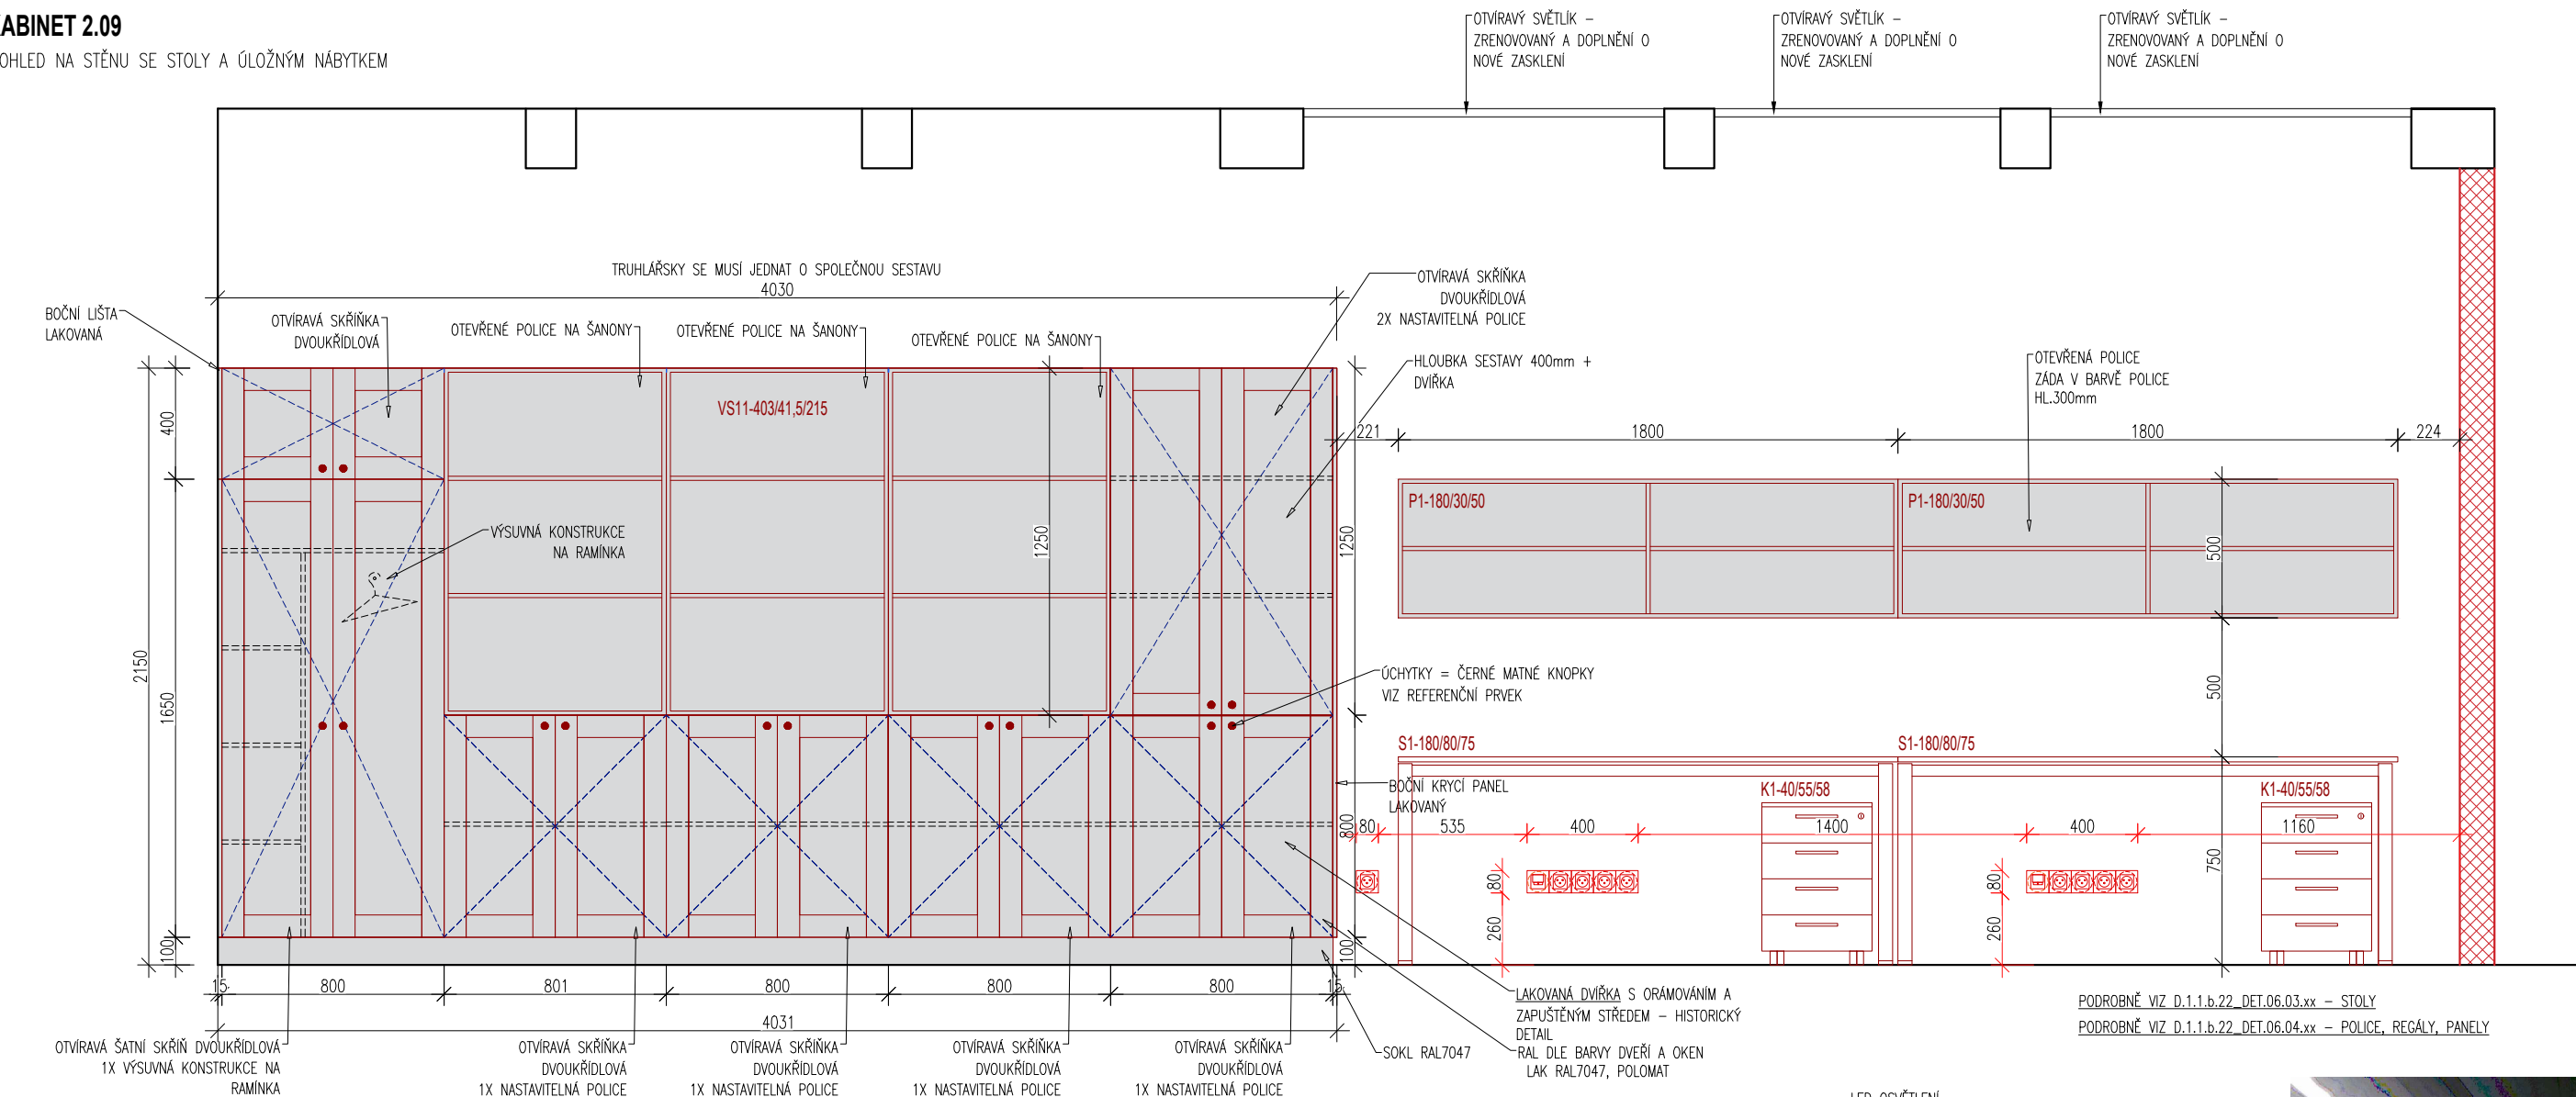 ABINET 2.09
OHLED NA STĚNU SE STOLY A ÚLOŽNÝM NÁBYTKEM
OTVÍRAVÝ SVĚTLÍK –
ZRENOVOVANÝ A DOPLNĚNÍ O
NOVÉ ZASKLENÍ
OTVÍRAVÝ SVĚTLÍK –
ZRENOVOVANÝ A DOPLNĚNÍ O
NOVÉ ZASKLENÍ
OTVÍRAVÝ SVĚTLÍK –
ZRENOVOVANÝ A DOPLNĚNÍ O
NOVÉ ZASKLENÍ
TRUHLÁŘSKY SE MUSÍ JEDNAT O SPOLEČNOU SESTAVU
4030
BOČNÍ LIŠTA
LAKOVANÁ
OTVÍRAVÁ SKŘÍŇKA
DVOUKŘÍDLOVÁ
OTEVŘENÉ POLICE NA ŠANONY
OTEVŘENÉ POLICE NA ŠANONY
OTEVŘENÉ POLICE NA ŠANONY
OTVÍRAVÁ SKŘÍŇKA
DVOUKŘÍDLOVÁ
2X NASTAVITELNÁ POLICE
HLOUBKA SESTAVY 400mm +
DVÍŘKA
OTEVŘENÁ POLICE
ZÁDA V BARVĚ POLICE
HL.300mm
VS11-403/41,5/215
400
221
1800
1800
224
P1-180/30/50
P1-180/30/50
VÝSUVNÁ KONSTRUKCE
NA RAMÍNKA
1250
1250
500
2150
1650
500
ÚCHYTKY = ČERNÉ MATNÉ KNOPKY
VIZ REFERENČNÍ PRVEK
S1-180/80/75
S1-180/80/75
BOČNÍ KRYCÍ PANEL
LAKOVANÝ
K1-40/55/58
K1-40/55/58
800
80
535
400
1400
400
1160
750
80
260
80
260
100
100
15
800
801
800
800
800
15
4031
LAKOVANÁ DVÍŘKA S ORÁMOVÁNÍM A
ZAPUŠTĚNÝM STŘEDEM – HISTORICKÝ
DETAIL
PODROBNĚ VIZ D.1.1.b.22_DET.06.03.xx – STOLY
PODROBNĚ VIZ D.1.1.b.22_DET.06.04.xx – POLICE, REGÁLY, PANELY
OTVÍRAVÁ ŠATNÍ SKŘÍŇ DVOUKŘÍDLOVÁ
1X VÝSUVNÁ KONSTRUKCE NA
RAMÍNKA
OTVÍRAVÁ SKŘÍŇKA
DVOUKŘÍDLOVÁ
1X NASTAVITELNÁ POLICE
OTVÍRAVÁ SKŘÍŇKA
DVOUKŘÍDLOVÁ
1X NASTAVITELNÁ POLICE
OTVÍRAVÁ SKŘÍŇKA
DVOUKŘÍDLOVÁ
1X NASTAVITELNÁ POLICE
OTVÍRAVÁ SKŘÍŇKA
DVOUKŘÍDLOVÁ
1X NASTAVITELNÁ POLICE
SOKL RAL7047
RAL DLE BARVY DVEŘÍ A OKEN
LAK RAL7047, POLOMAT
LED OSVĚTLENÍ